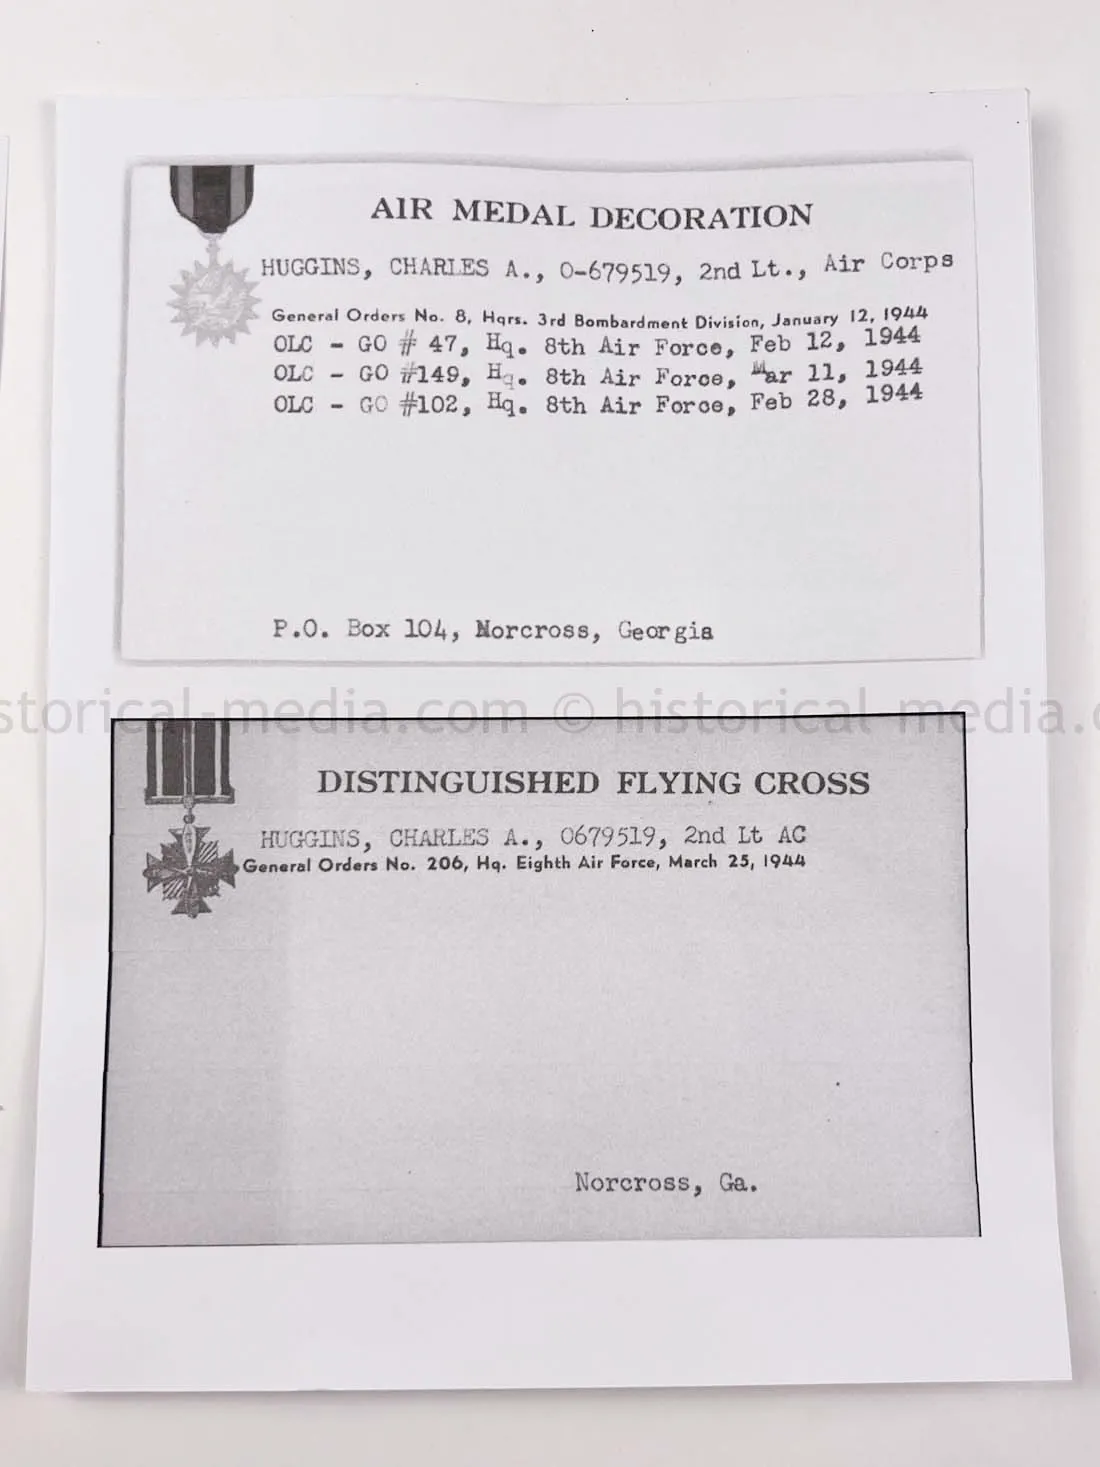 AIR MEDAL DECORATION
HUGGINS, CHARLES A., O-679519, 2nd Lt., Air Corps
General Orders No. 8, Hqrs. 3rd Bombardment Division, January 12, 1944
OLC - GO # 47, Hq. 8th Air Force, Feb 12, 1944
OLC - GO #149, Hq. 8th Air Force, Mar 11, 1944
OLC - GO #102, Hq. 8th Air Force, Feb 28, 1944
P.O. Box 104, Norcross, Georgia
storical-media.com © historical-media.c
DISTINGUISHED FLYING CROSS
HUGGINS, CHARLES A., O679519, 2nd Lt AC
General Orders No. 206, Hq. Eighth Air Force, March 25, 1944
Norcross, Ga.